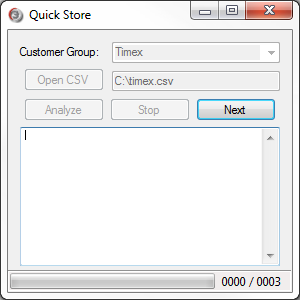 Quick Store
Customer Group: Timex
Open CSV C:\timex.csv
Analyze Stop Next
0000 / 0003